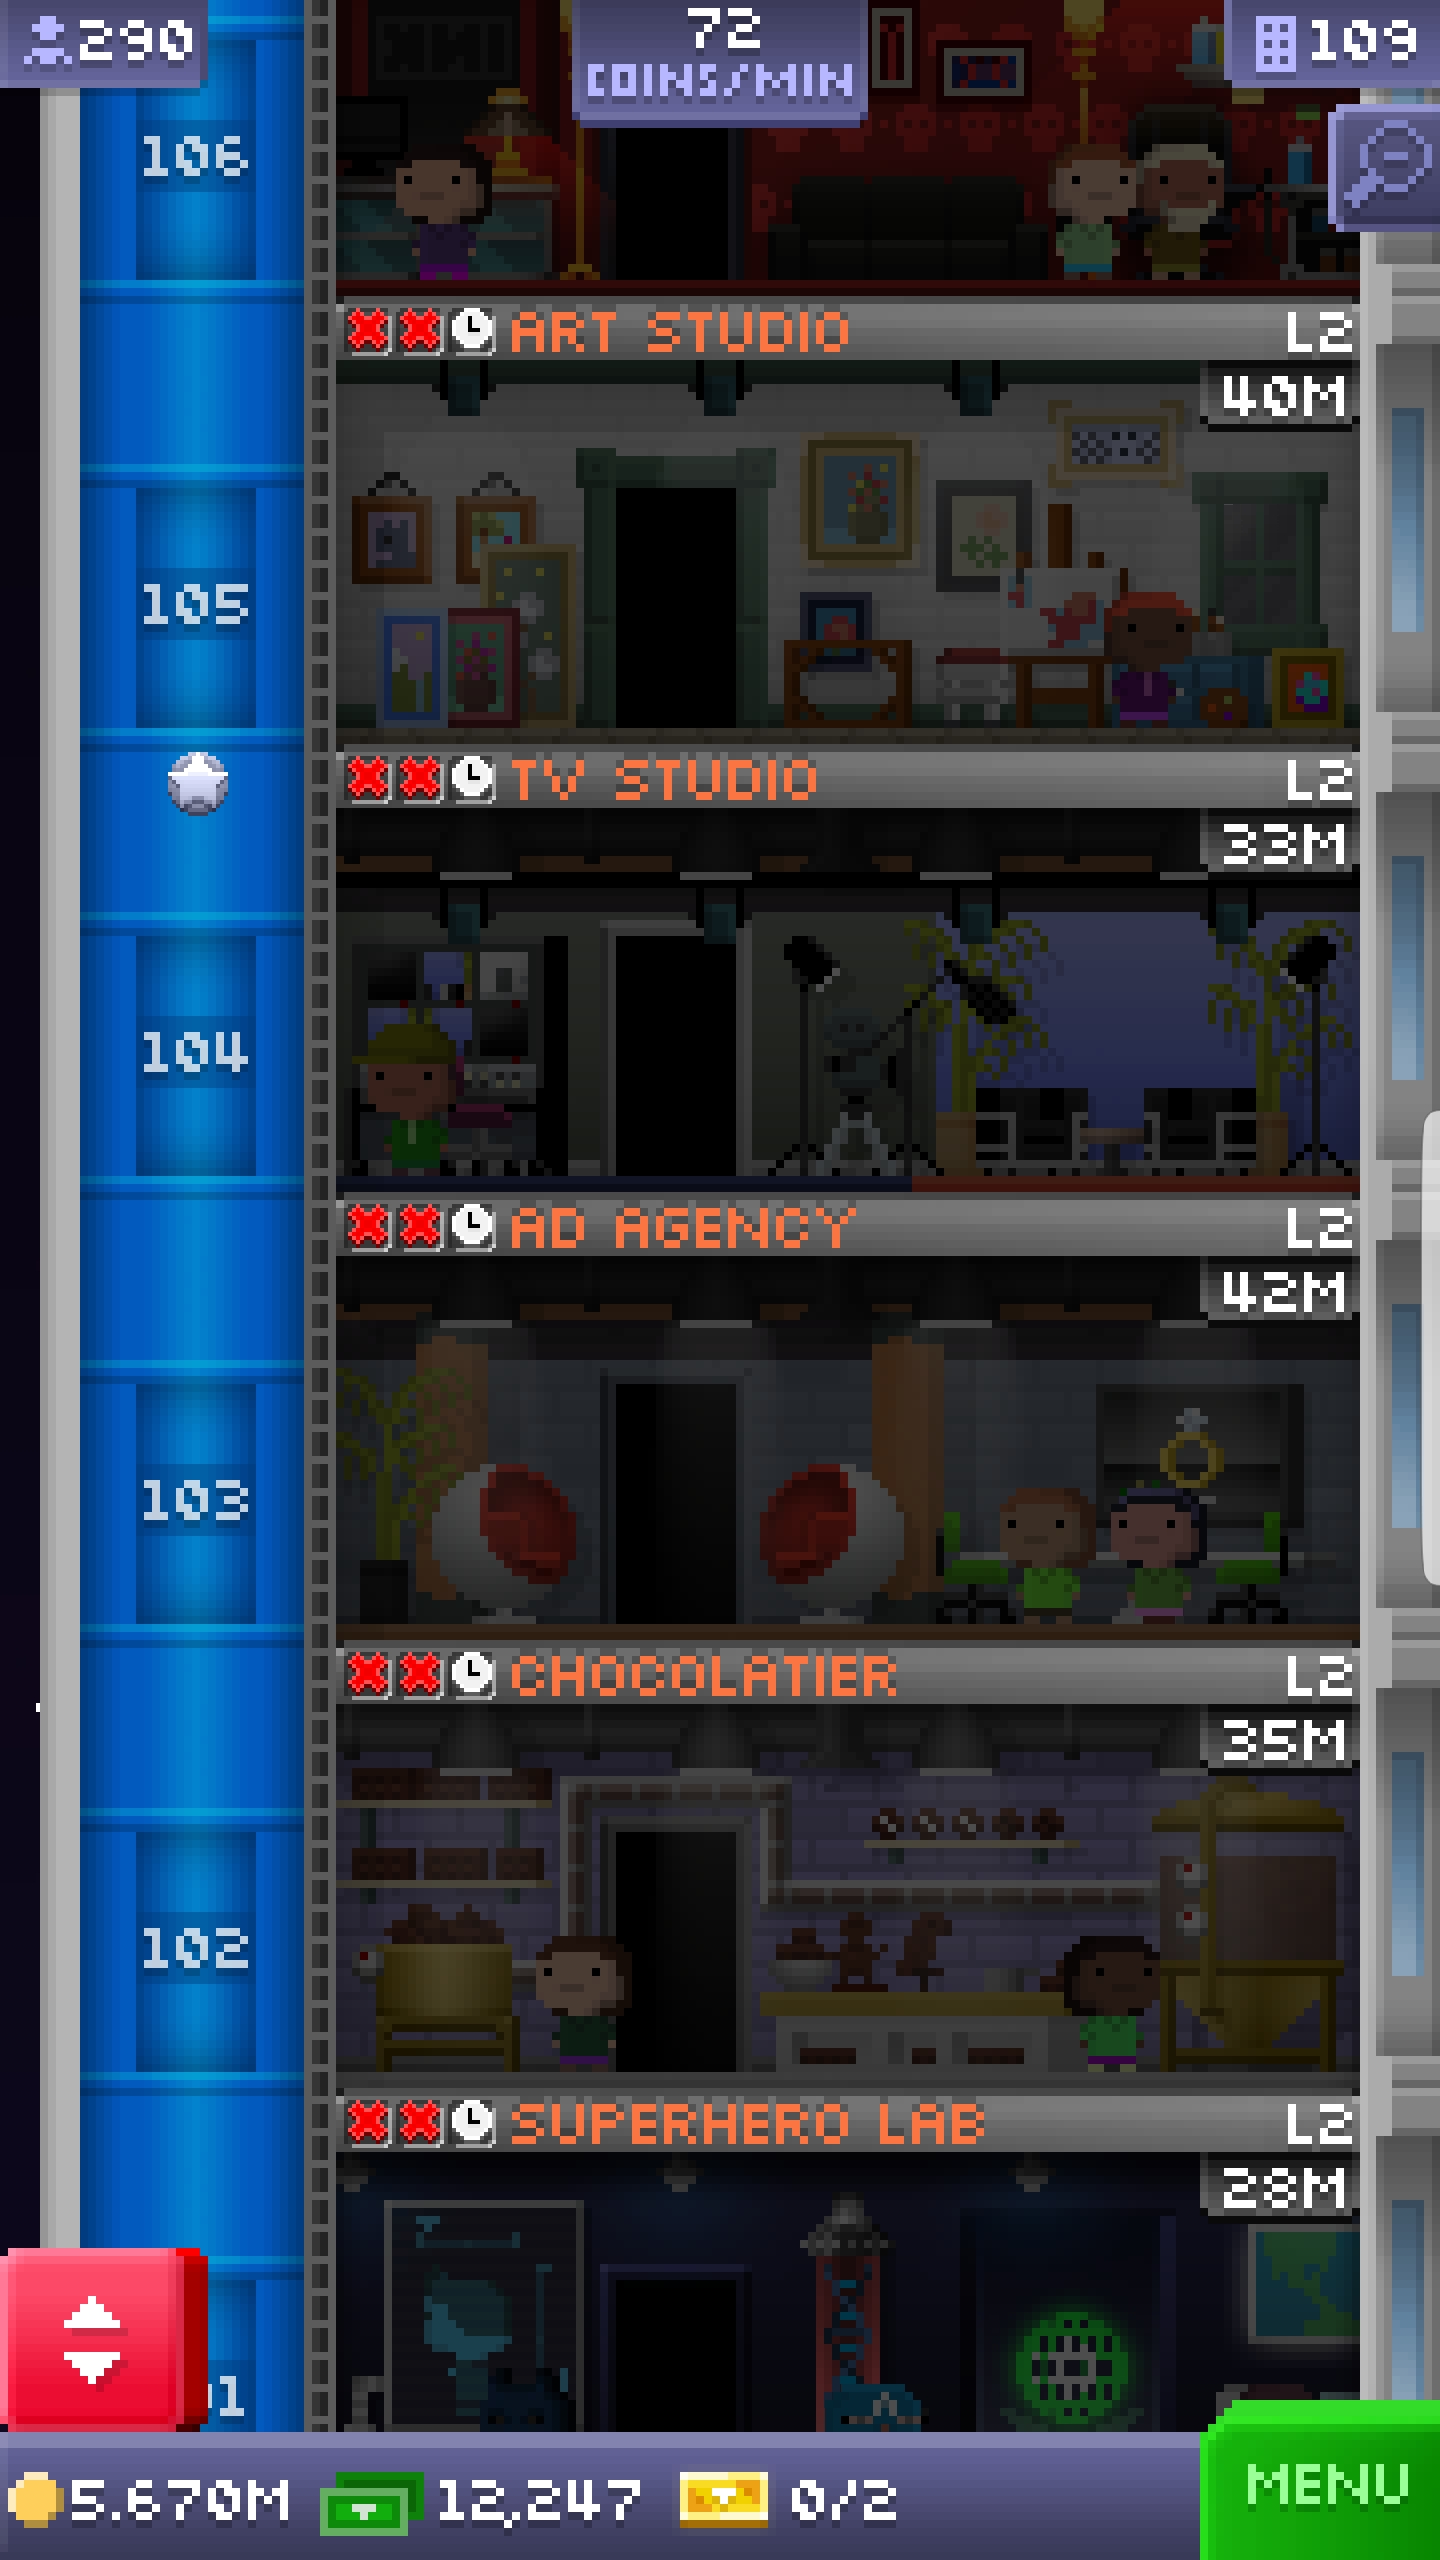 290
72
COINS/MIN
109
106
ART STUDIO
L2
40M
105
TV STUDIO
L2
33M
104
AD AGENCY
L2
42M
103
CHOCOLATIER
L2
35M
102
SUPERHERO LAB
L2
28M
5.670M
12,247
0/2
MENU